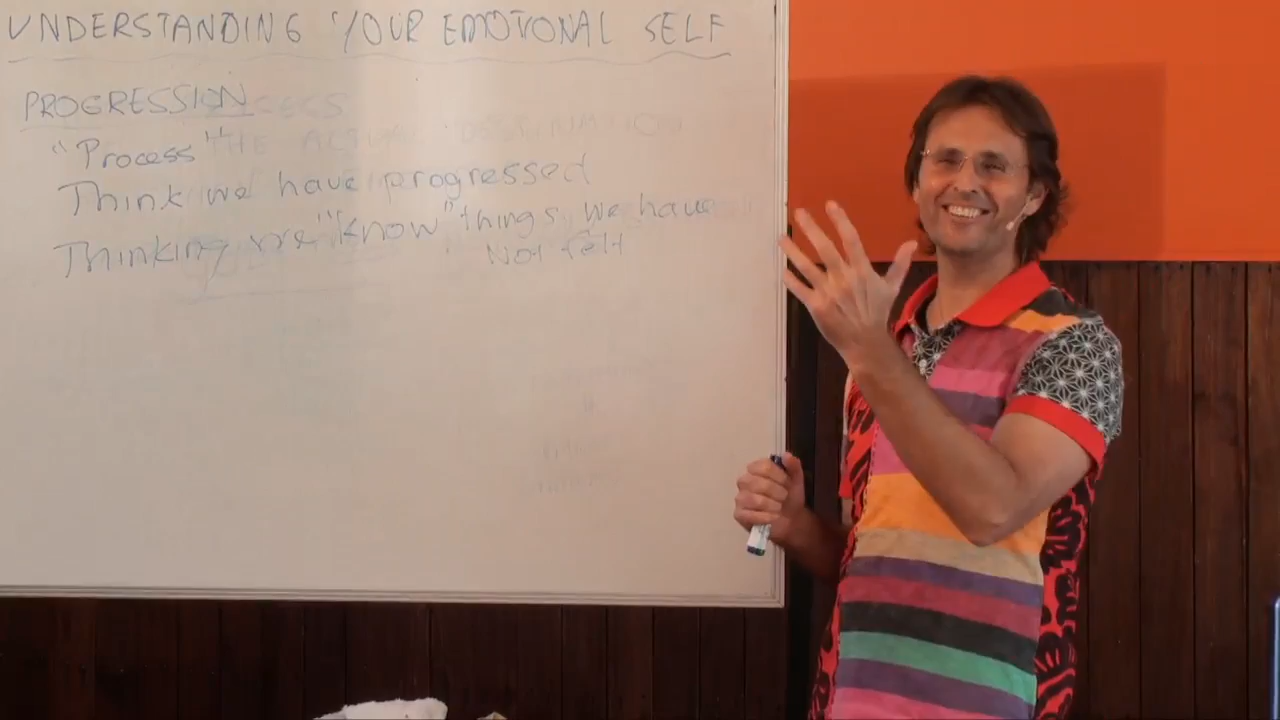 UNDERSTANDING YOUR EMOTIONAL SELF
PROGRESSION
"Process"
Think we have progressed
Thinking we "know" things we have
Not felt